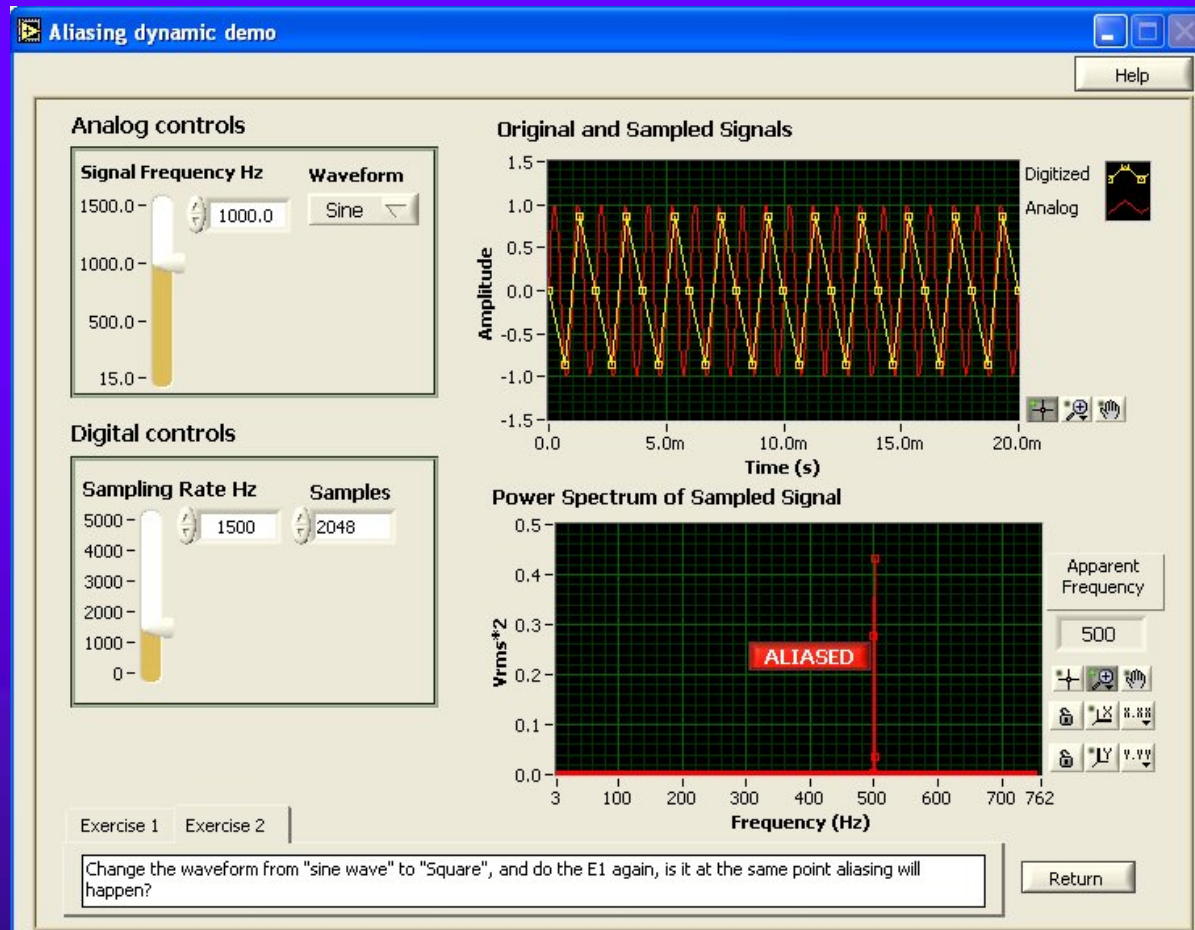 Aliasing dynamic demo
Help
Analog controls
Signal Frequency Hz
Waveform
1500.0
1000.0
500.0
15.0
1000.0
Sine
Original and Sampled Signals
Digitized
Analog
1.5
1.0
0.5
0.0
-0.5
-1.0
-1.5
Amplitude
0.0 5.0m 10.0m 15.0m 20.0m
Time (s)
Digital controls
Sampling Rate Hz
Samples
5000
4000
3000
2000
1000
0
1500
2048
Power Spectrum of Sampled Signal
0.5
0.4
0.3
0.2
0.1
0.0
Vrms*2
ALIASED
3 100 200 300 400 500 600 700 762
Frequency (Hz)
Apparent
Frequency
500
X
X.XX
Y
Y.YY
Exercise 1 Exercise 2
Change the waveform from "sine wave" to "Square", and do the E1 again, is it at the same point aliasing will
happen?
Return